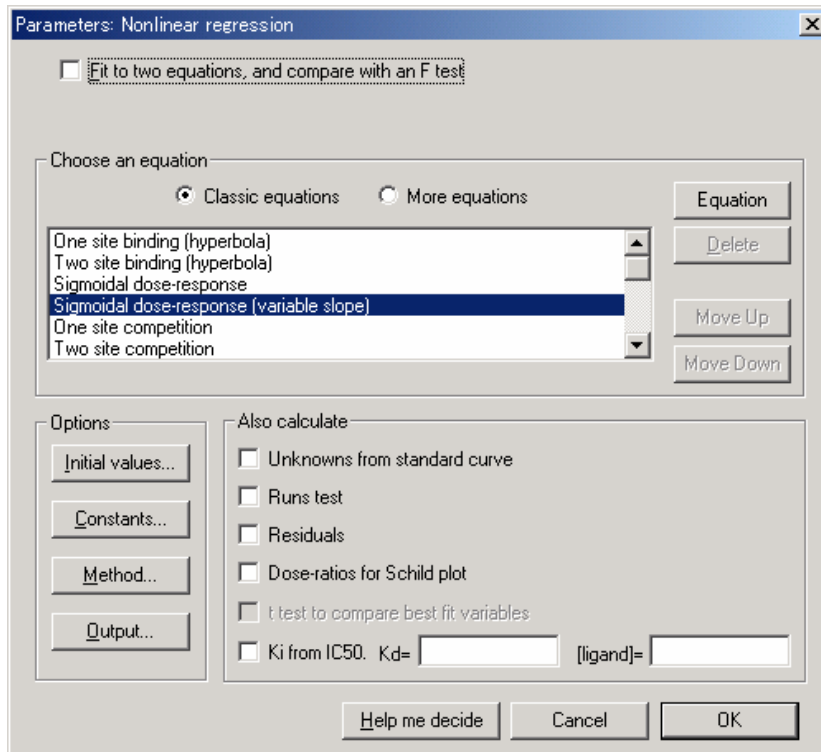 Parameters: Nonlinear regression
Fit to two equations, and compare with an F test
Choose an equation
Classic equations More equations
Equation
One site binding (hyperbola)
Two site binding (hyperbola)
Sigmoidal dose-response
Sigmoidal dose-response (variable slope)
One site competition
Two site competition
Delete
Move Up
Move Down
Options
Initial values...
Constants...
Method...
Output...
Also calculate
Unknowns from standard curve
Runs test
Residuals
Dose-ratios for Schild plot
t test to compare best fit variables
Ki from IC50. Kd= [ligand]=
Help me decide Cancel OK